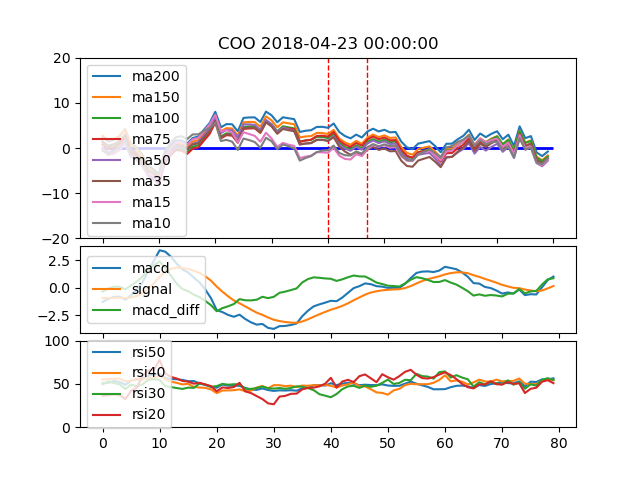 COO 2018-04-23 00:00:00
20
10
0
−10
−20
ma200
ma150
ma100
ma75
ma50
ma35
ma15
ma10
2.5
0.0
−2.5
macd
signal
macd_diff
100
50
0
rsi50
rsi40
rsi30
rsi20
0 10 20 30 40 50 60 70 80